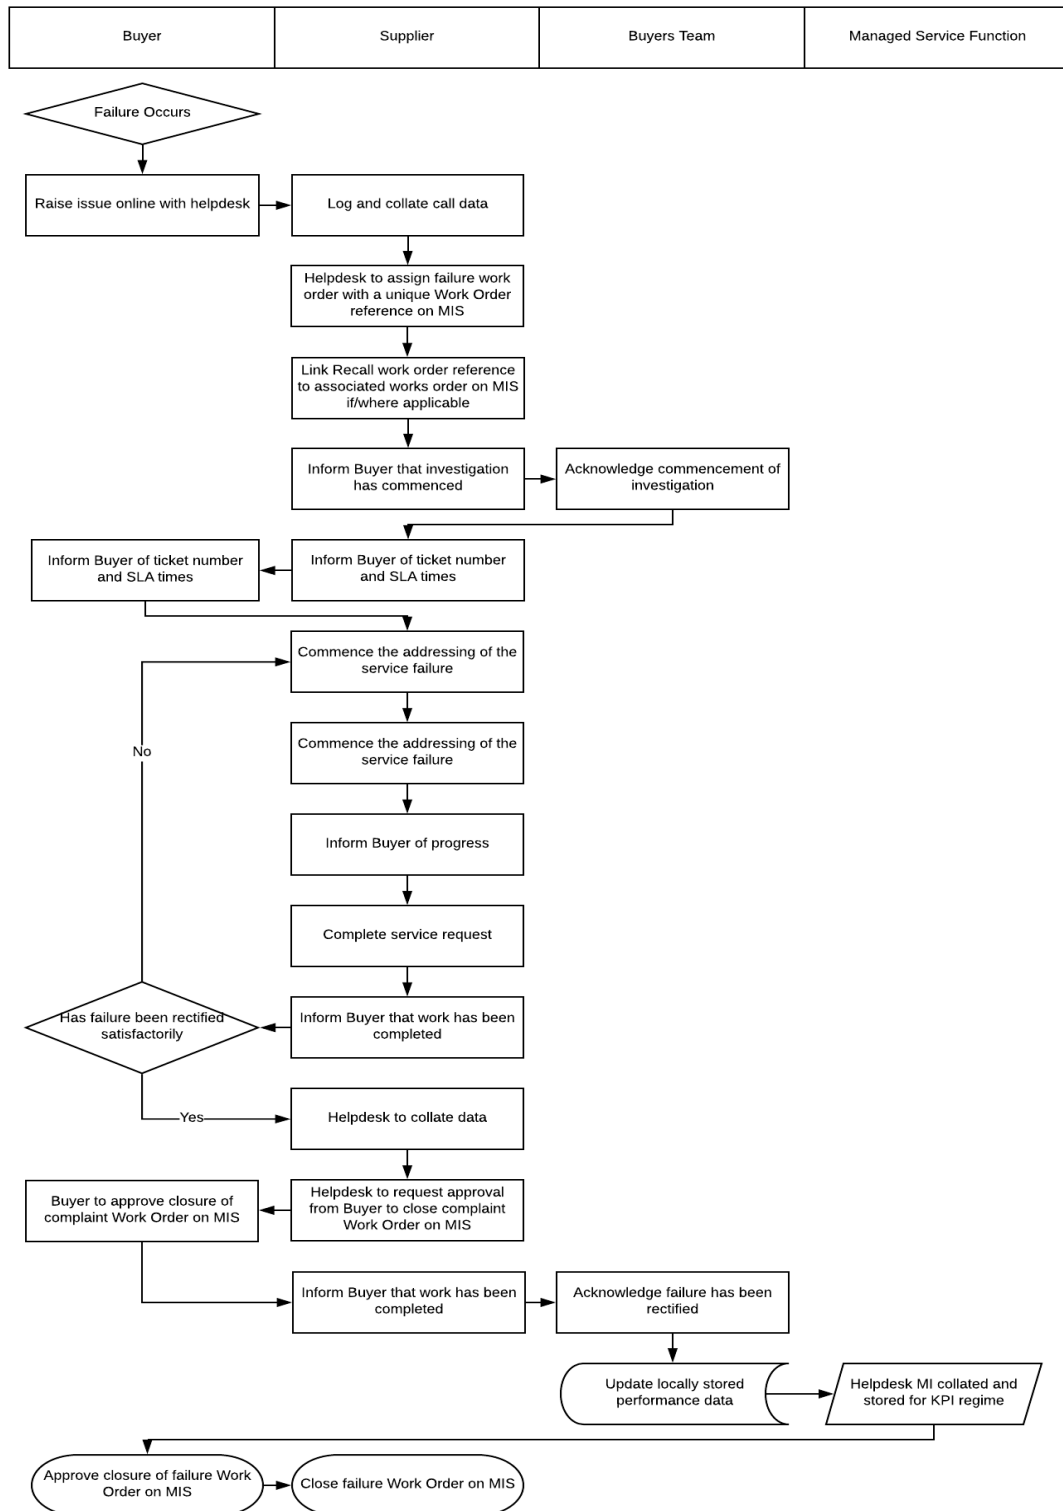 Buyer
Supplier
Buyers Team
Managed Service Function
Failure Occurs
Raise issue online with helpdesk
Log and collate call data
Helpdesk to assign failure work
order with a unique Work Order
reference on MIS
Link Recall work order reference
to associated works order on MIS
if/where applicable
Inform Buyer that investigation
has commenced
Acknowledge commencement of
investigation
Inform Buyer of ticket number
and SLA times
Inform Buyer of ticket number
and SLA times
Commence the addressing of the
service failure
No
Commence the addressing of the
service failure
Inform Buyer of progress
Complete service request
Has failure been rectified
satisfactorily
Inform Buyer that work has been
completed
Yes
Helpdesk to collate data
Buyer to approve closure of
complaint Work Order on MIS
Helpdesk to request approval
from Buyer to close complaint
Work Order on MIS
Inform Buyer that work has been
completed
Acknowledge failure has been
rectified
Update locally stored
performance data
Helpdesk MI collated and
stored for KPI regime
Approve closure of failure Work
Order on MIS
Close failure Work Order on MIS